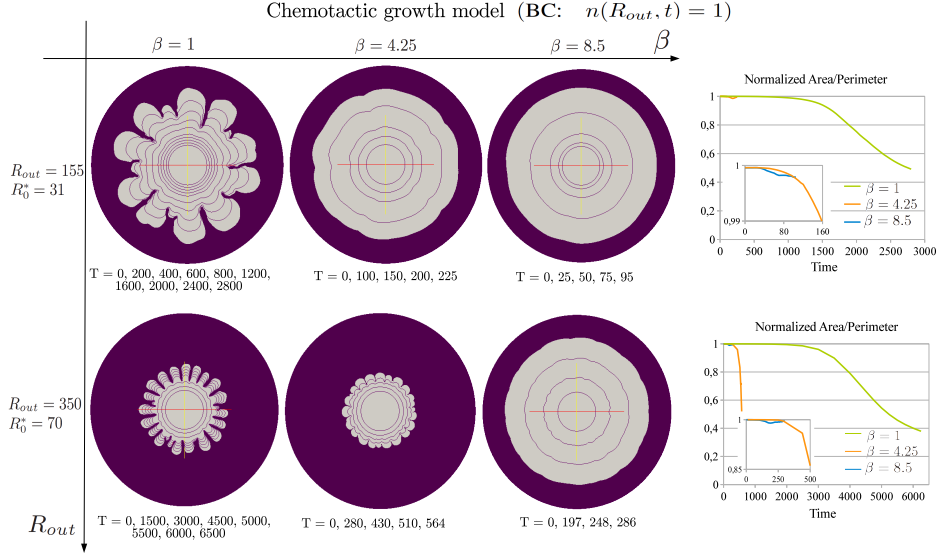 Chemotactic growth model (BC: n(R_out, t) = 1)
β = 1
β = 4.25
β = 8.5
β
R_out = 155
R_0^* = 31
T = 0, 200, 400, 600, 800, 1200,
1600, 2000, 2400, 2800
T = 0, 100, 150, 200, 225
T = 0, 25, 50, 75, 95
Normalized Area/Perimeter
1
0,8
0,6
0,4
0,2
0
1
0,99
0 80 160
β = 1
β = 4.25
β = 8.5
0 500 1000 1500 2000 2500 3000
Time
R_out = 350
R_0^* = 70
R_out
T = 0, 1500, 3000, 4500, 5000,
5500, 6000, 6500
T = 0, 280, 430, 510, 564
T = 0, 197, 248, 286
Normalized Area/Perimeter
1
0,8
0,6
0,4
0,2
0
1
0,85
0 250 500
β = 1
β = 4.25
β = 8.5
0 1000 2000 3000 4000 5000 6000
Time